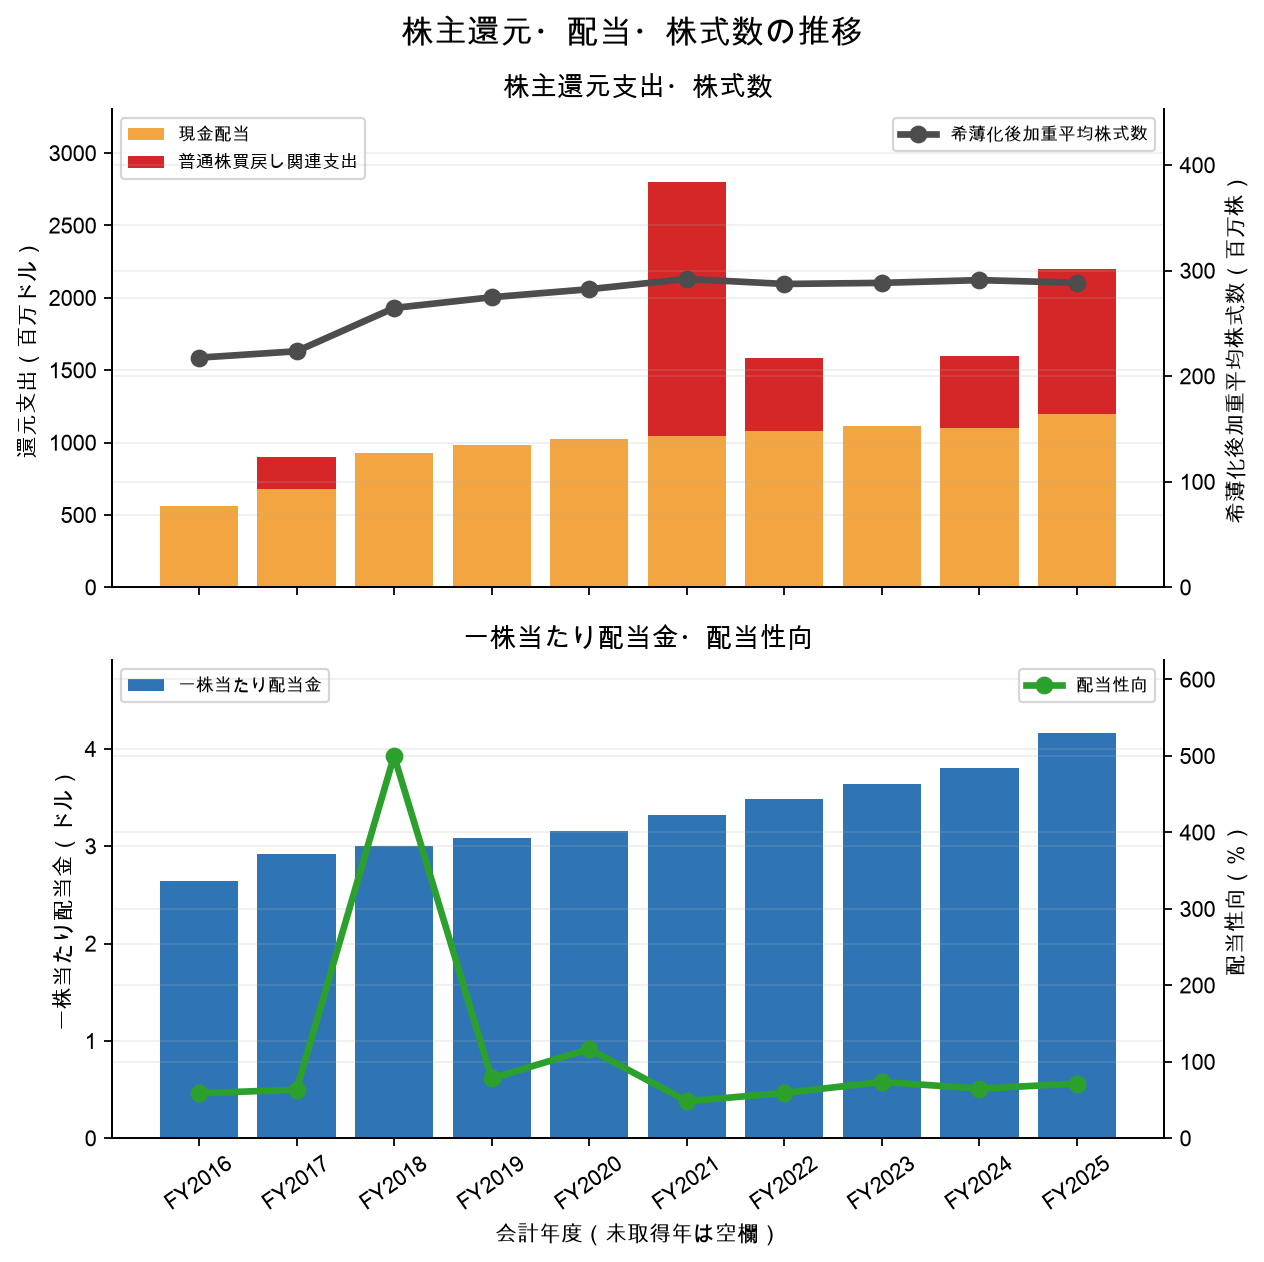 株主還元・配当・株式数の推移
株主還元支出・株式数
現金配当
普通株買戻し関連支出
希薄化後加重平均株式数
3000
2500
2000
1500
1000
500
0
還元支出(百万ドル)
400
300
200
100
0
希薄化後加重平均株式数(百万株)
一株当たり配当金・配当性向
一株当たり配当金
配当性向
4
3
2
1
0
一株当たり配当金(ドル)
600
500
400
300
200
100
0
配当性向(%)
FY2016 FY2017 FY2018 FY2019 FY2020 FY2021 FY2022 FY2023 FY2024 FY2025
会計年度(未取得年は空欄)